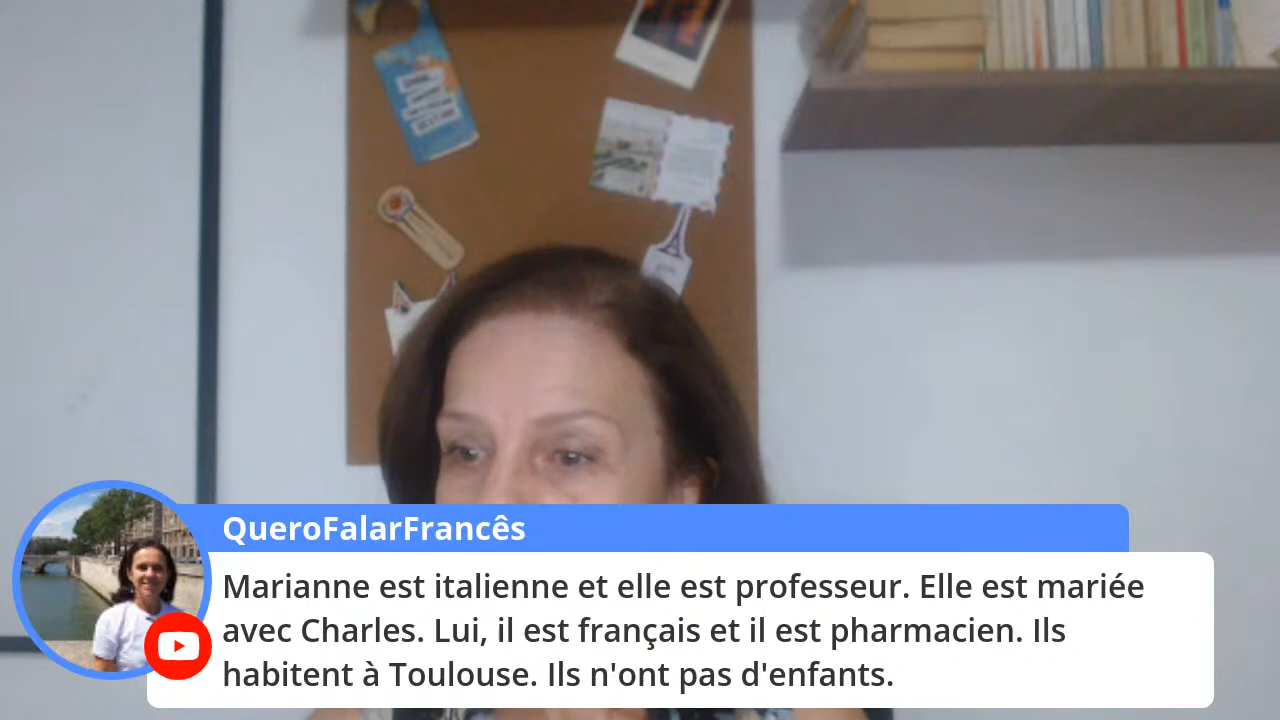 QueroFalarFrancês
Marianne est italienne et elle est professeur. Elle est mariée
avec Charles. Lui, il est français et il est pharmacien. Ils
habitent à Toulouse. Ils n'ont pas d'enfants.